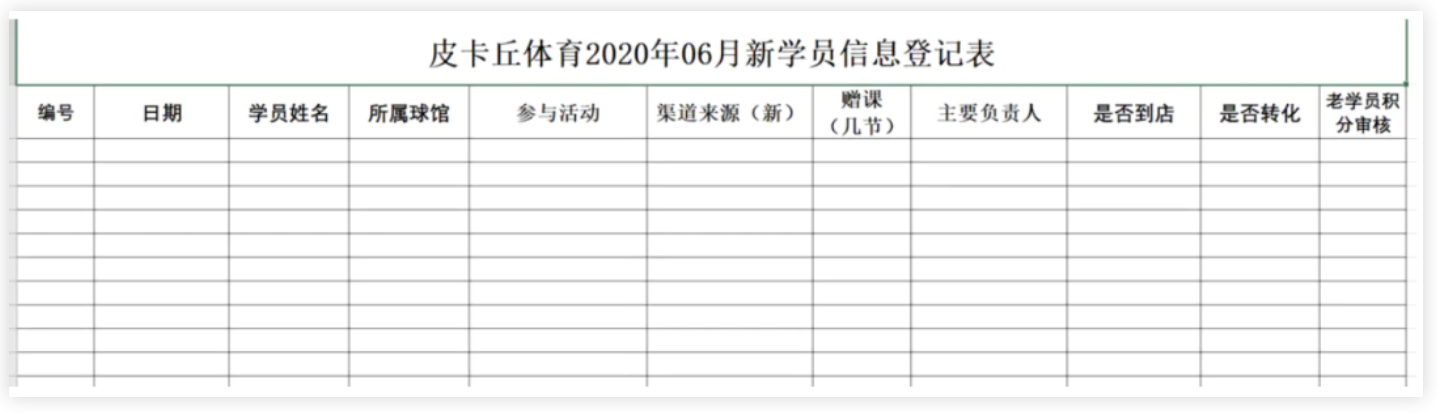 皮卡丘体育2020年06月新学员信息登记表
编号 日期 学员姓名 所属球馆 参与活动 渠道来源（新） 赠课（几节） 主要负责人 是否到店 是否转化 老学员积分审核